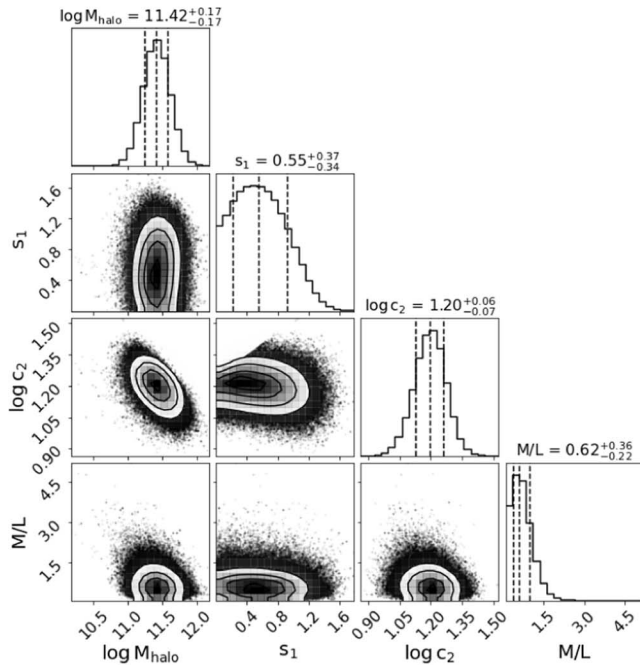 log M_halo = 11.42^{+0.17}_{-0.17}
s_1 = 0.55^{+0.37}_{-0.34}
s_1
1.6
1.2
0.8
0.4
log c_2 = 1.20^{+0.06}_{-0.07}
log c_2
1.50
1.35
1.20
1.05
0.90
M/L = 0.62^{+0.36}_{-0.22}
M/L
4.5
3.0
1.5
10.5 11.0 11.5 12.0 0.4 0.8 1.2 1.6 0.90 1.05 1.20 1.35 1.50 1.5 3.0 4.5
log M_halo s_1 log c_2 M/L